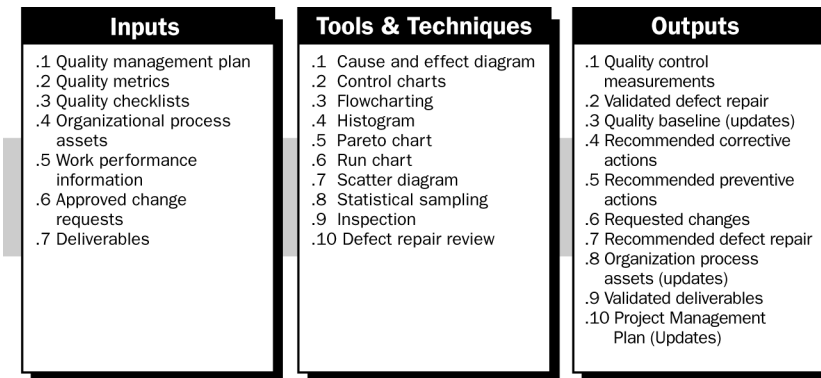 Inputs
.1 Quality management plan
.2 Quality metrics
.3 Quality checklists
.4 Organizational process
assets
.5 Work performance
information
.6 Approved change
requests
.7 Deliverables
Tools & Techniques
.1 Cause and effect diagram
.2 Control charts
.3 Flowcharting
.4 Histogram
.5 Pareto chart
.6 Run chart
.7 Scatter diagram
.8 Statistical sampling
.9 Inspection
.10 Defect repair review
Outputs
.1 Quality control
measurements
.2 Validated defect repair
.3 Quality baseline (updates)
.4 Recommended corrective
actions
.5 Recommended preventive
actions
.6 Requested changes
.7 Recommended defect repair
.8 Organization process
assets (updates)
.9 Validated deliverables
.10 Project Management
Plan (Updates)